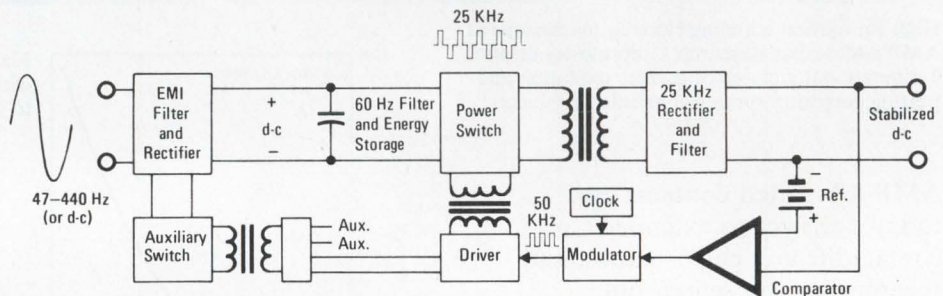 25 KHz
EMI
Filter
and
Rectifier
+
d-c
−
60 Hz Filter
and Energy
Storage
Power
Switch
25 KHz
Rectifier
and
Filter
Stabilized
d-c
47–440 Hz
(or d-c)
−
Ref.
+
Auxiliary
Switch
Aux.
Aux.
Driver
50
KHz
Clock
Modulator
Comparator